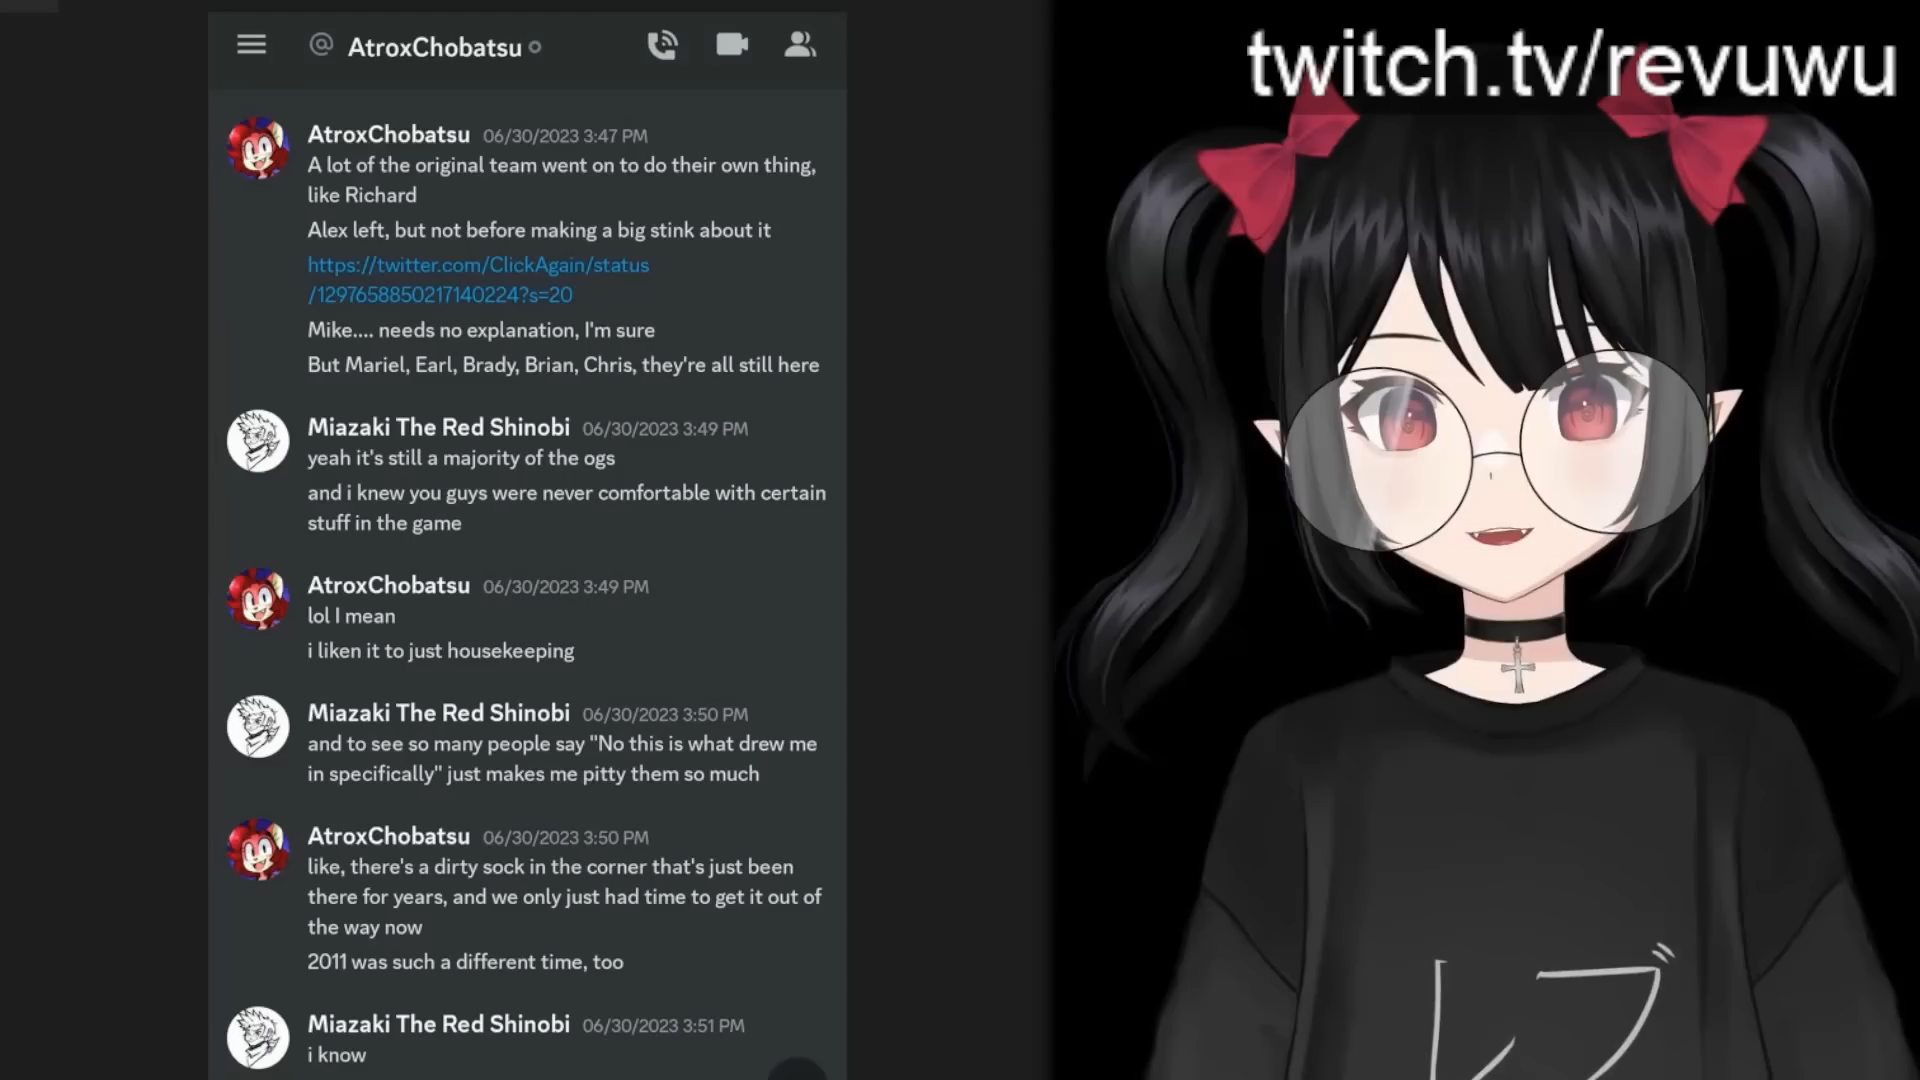 twitch.tv/revuwu
@ AtroxChobatsu
AtroxChobatsu 06/30/2023 3:47 PM
A lot of the original team went on to do their own thing,
like Richard
Alex left, but not before making a big stink about it
https://twitter.com/ClickAgain/status
/1297658850217140224?s=20
Mike.... needs no explanation, I'm sure
But Mariel, Earl, Brady, Brian, Chris, they're all still here
Miazaki The Red Shinobi 06/30/2023 3:49 PM
yeah it's still a majority of the ogs
and i knew you guys were never comfortable with certain
stuff in the game
AtroxChobatsu 06/30/2023 3:49 PM
lol I mean
i liken it to just housekeeping
Miazaki The Red Shinobi 06/30/2023 3:50 PM
and to see so many people say "No this is what drew me
in specifically" just makes me pitty them so much
AtroxChobatsu 06/30/2023 3:50 PM
like, there's a dirty sock in the corner that's just been
there for years, and we only just had time to get it out of
the way now
2011 was such a different time, too
Miazaki The Red Shinobi 06/30/2023 3:51 PM
i know
レブ